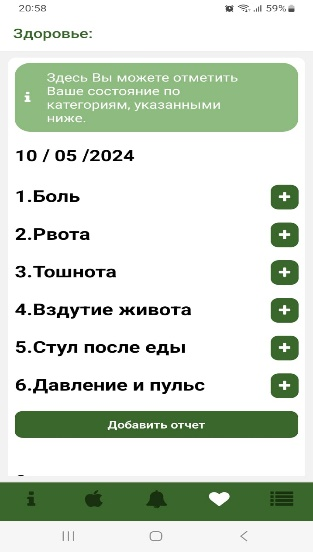 20:58
59%
Здоровье:
Здесь Вы можете отметить
Ваше состояние по
категориям, указанными
ниже.
10 / 05 /2024
1.Боль
2.Рвота
3.Тошнота
4.Вздутие живота
5.Стул после еды
6.Давление и пульс
Добавить отчет